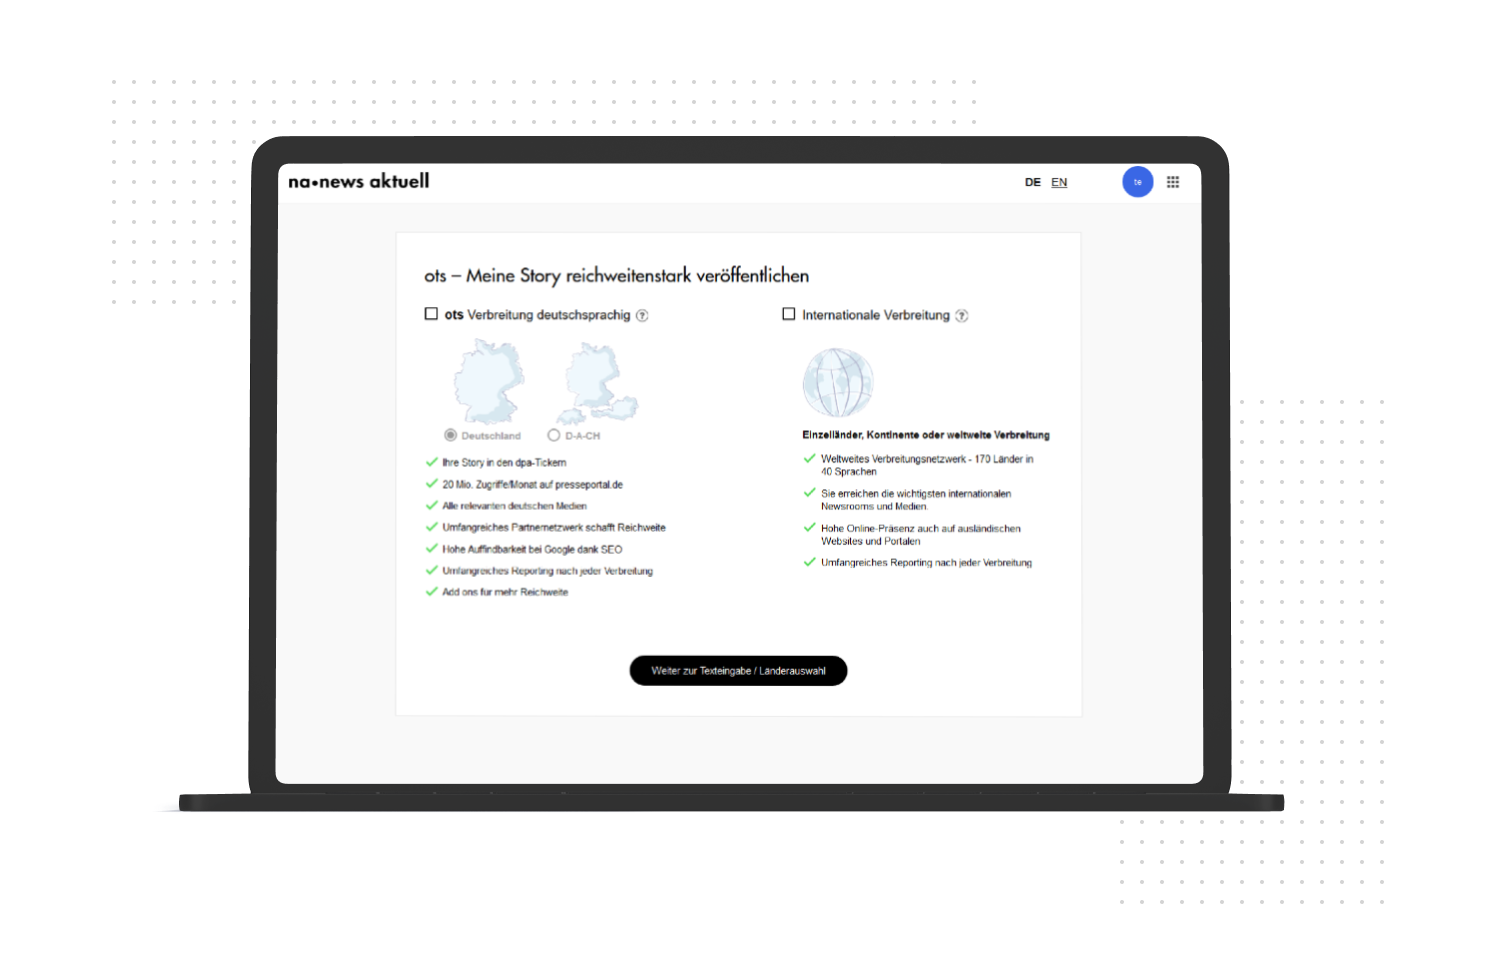 na•news aktuell
DE EN
te
ots – Meine Story reichweitenstark veröffentlichen
ots Verbreitung deutschsprachig ?
Internationale Verbreitung ?
Deutschland
D-A-CH
Ihre Story in den dpa-Tickern
20 Mio. Zugriffe/Monat auf presseportal.de
Alle relevanten deutschen Medien
Umfangreiches Partnernetzwerk schafft Reichweite
Hohe Auffindbarkeit bei Google dank SEO
Umfangreiches Reporting nach jeder Verbreitung
Add ons für mehr Reichweite
Einzelländer, Kontinente oder weltweite Verbreitung
Weltweites Verbreitungsnetzwerk - 170 Länder in
40 Sprachen
Sie erreichen die wichtigsten internationalen
Newsrooms und Medien.
Hohe Online-Präsenz auch auf ausländischen
Websites und Portalen
Umfangreiches Reporting nach jeder Verbreitung
Weiter zur Texteingabe / Länderauswahl